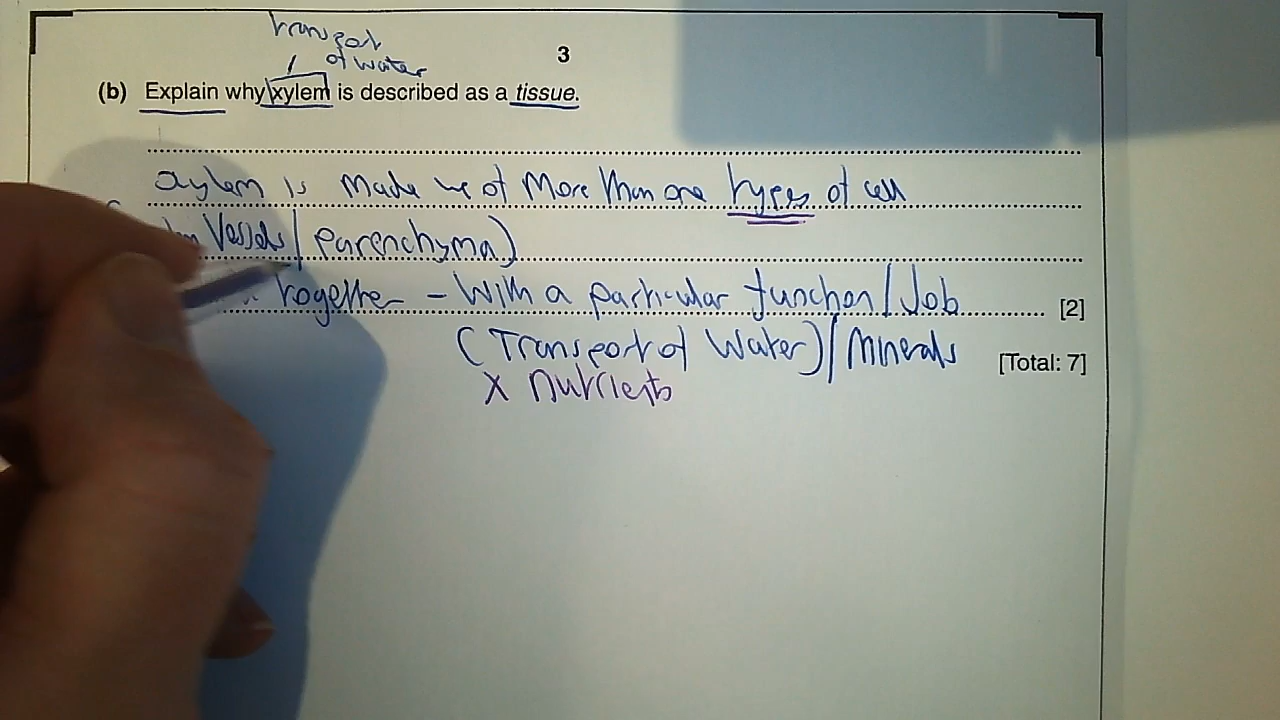 Transport
of water
3
(b) Explain why xylem is described as a tissue.
Xylem is Made up of More Than one types of cell
Vessels / Parenchyma)
together - With a particular function / Job [2]
(Transport of Water) / Minerals [Total: 7]
X nutrients